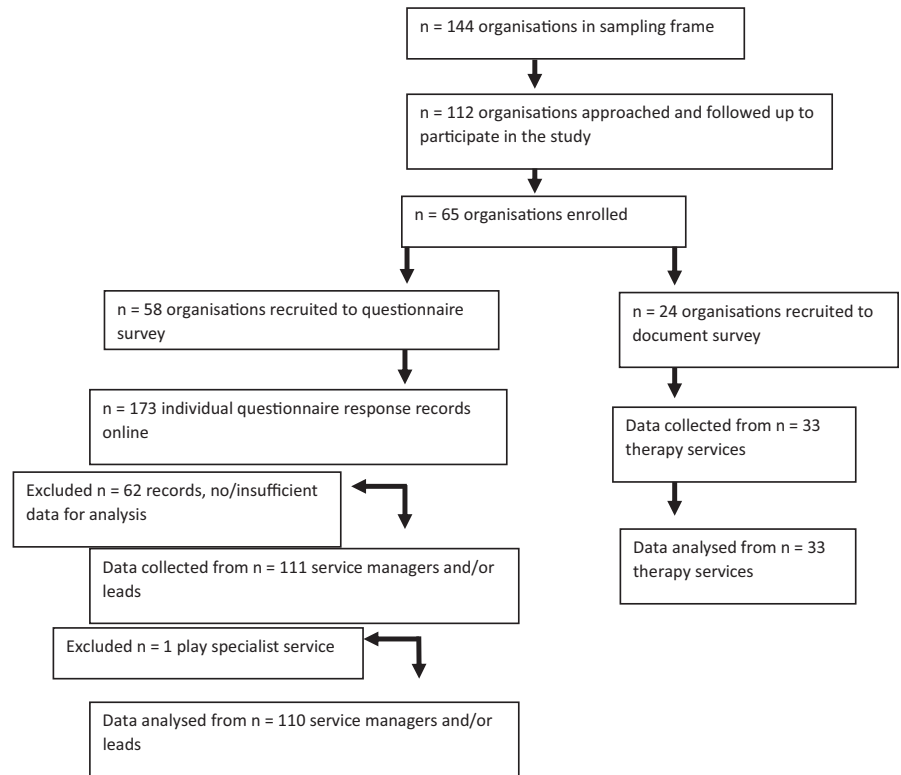 n = 144 organisations in sampling frame
n = 112 organisations approached and followed up to
participate in the study
n = 65 organisations enrolled
n = 58 organisations recruited to questionnaire
survey
n = 24 organisations recruited to
document survey
n = 173 individual questionnaire response records
online
Data collected from n = 33
therapy services
Excluded n = 62 records, no/insufficient
data for analysis
Data analysed from n = 33
therapy services
Data collected from n = 111 service managers and/or
leads
Excluded n = 1 play specialist service
Data analysed from n = 110 service managers and/or
leads